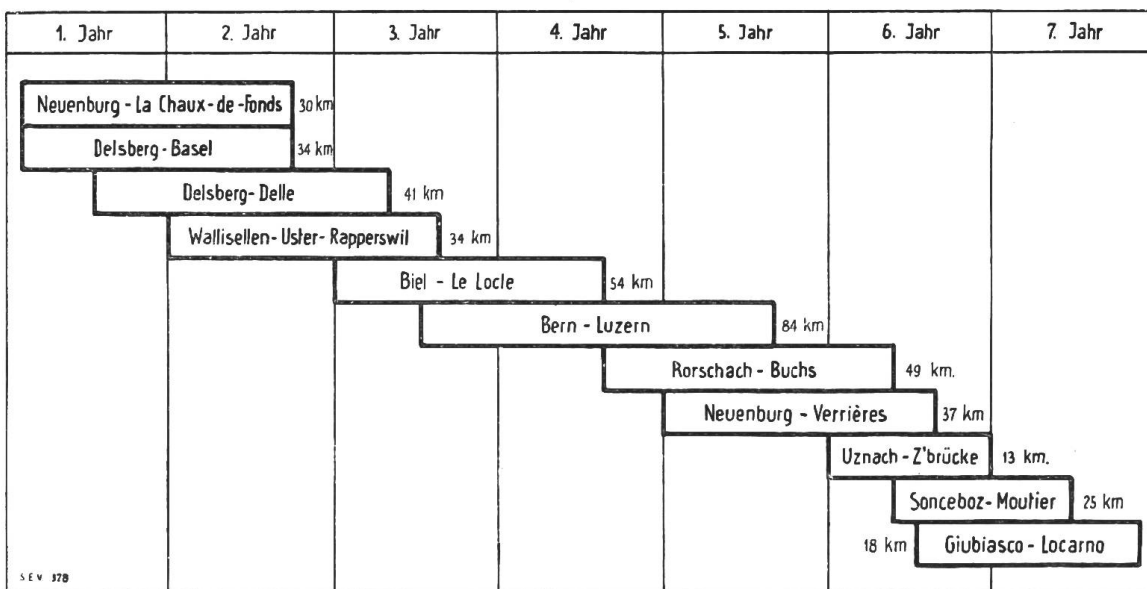 1. Jahr 2. Jahr 3. Jahr 4. Jahr 5. Jahr 6. Jahr 7. Jahr
Neuenburg - La Chaux-de-Fonds 30 km
Delsberg - Basel 34 km
Delsberg - Delle 41 km
Wallisellen - Uster - Rapperswil 34 km
Biel - Le Locle 54 km
Bern - Luzern 84 km
Rorschach - Buchs 49 km.
Neuenburg - Verrières 37 km
Uznach - Z'brücke 13 km.
Sonceboz - Moutier 25 km
18 km Giubiasco - Locarno
SEV 378